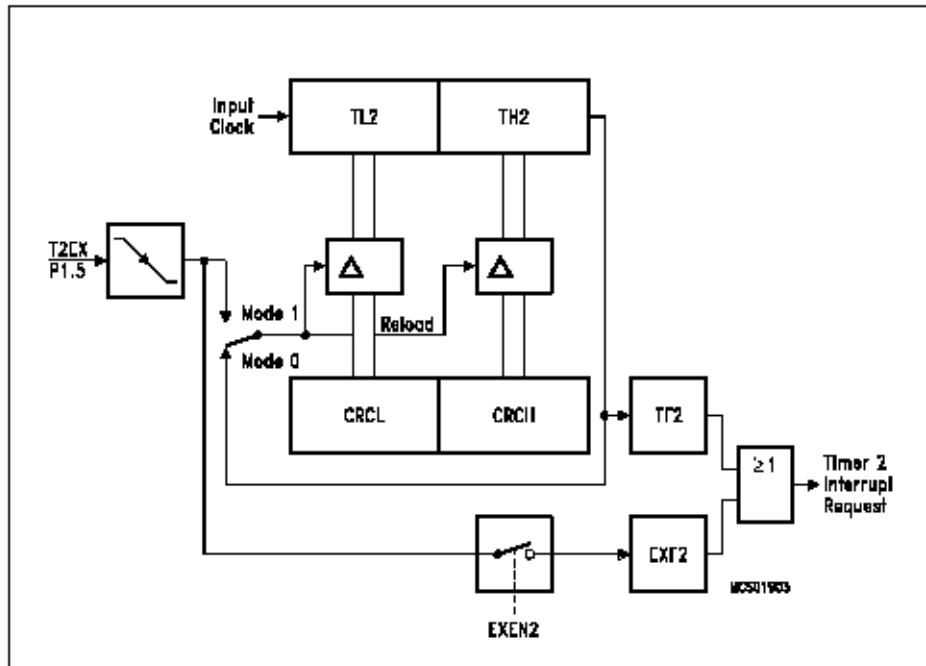 Input
Clock
TL2
TH2
T2EX
P1.5
Mode 1
Reload
Mode 0
CRCL
CRCH
TF2
≥1
Timer 2
Interrupt
Request
EXF2
EXEN2
MCS01905